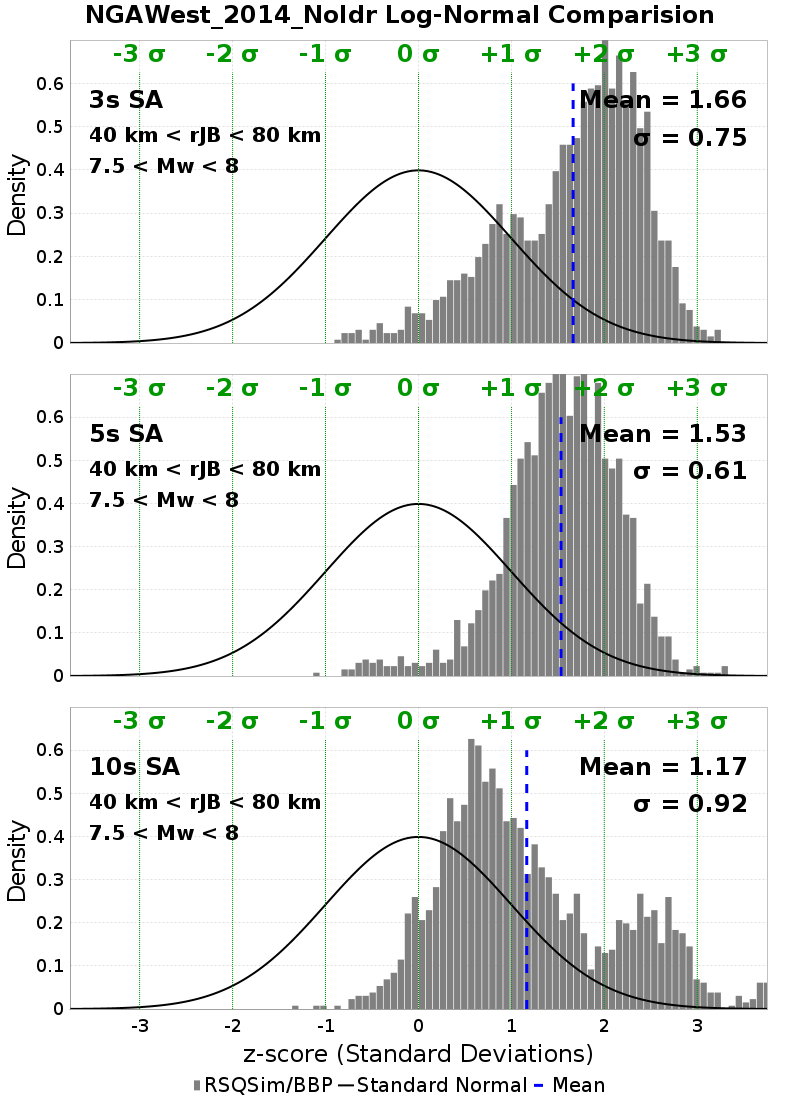 NGAWest_2014_NoIdr Log-Normal Comparision
-3 σ -2 σ -1 σ 0 σ +1 σ +2 σ +3 σ
3s SA
Mean = 1.66
40 km < rJB < 80 km
σ = 0.75
7.5 < Mw < 8
0.6
0.5
0.4
0.3
0.2
0.1
0
Density
-3 σ -2 σ -1 σ 0 σ +1 σ +2 σ +3 σ
5s SA
Mean = 1.53
40 km < rJB < 80 km
σ = 0.61
7.5 < Mw < 8
0.6
0.5
0.4
0.3
0.2
0.1
0
Density
-3 σ -2 σ -1 σ 0 σ +1 σ +2 σ +3 σ
10s SA
Mean = 1.17
40 km < rJB < 80 km
σ = 0.92
7.5 < Mw < 8
0.6
0.5
0.4
0.3
0.2
0.1
0
Density
-3 -2 -1 0 1 2 3
z-score (Standard Deviations)
RSQSim/BBP Standard Normal Mean